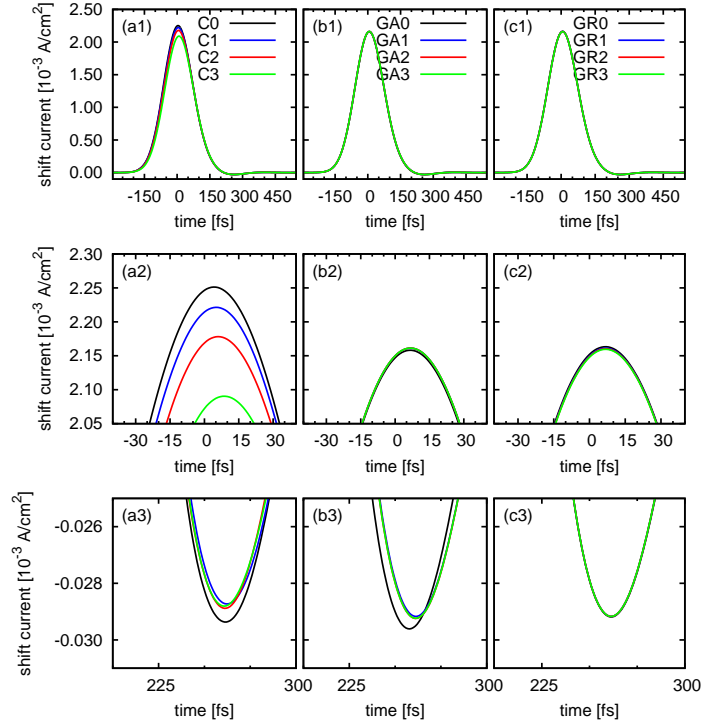 (a1) C0 (b1) GA0 (c1) GR0
C1 GA1 GR1
C2 GA2 GR2
C3 GA3 GR3
shift current [10⁻³ A/cm²]
2.50
2.00
1.50
1.00
0.50
0.00
-150 0 150 300 450 -150 0 150 300 450 -150 0 150 300 450
time [fs] time [fs] time [fs]
(a2) (b2) (c2)
shift current [10⁻³ A/cm²]
2.30
2.25
2.20
2.15
2.10
2.05
-30 -15 0 15 30 -30 -15 0 15 30 -30 -15 0 15 30
time [fs] time [fs] time [fs]
(a3) (b3) (c3)
shift current [10⁻³ A/cm²]
-0.026
-0.028
-0.030
225 300 225 300 225 300
time [fs] time [fs] time [fs]